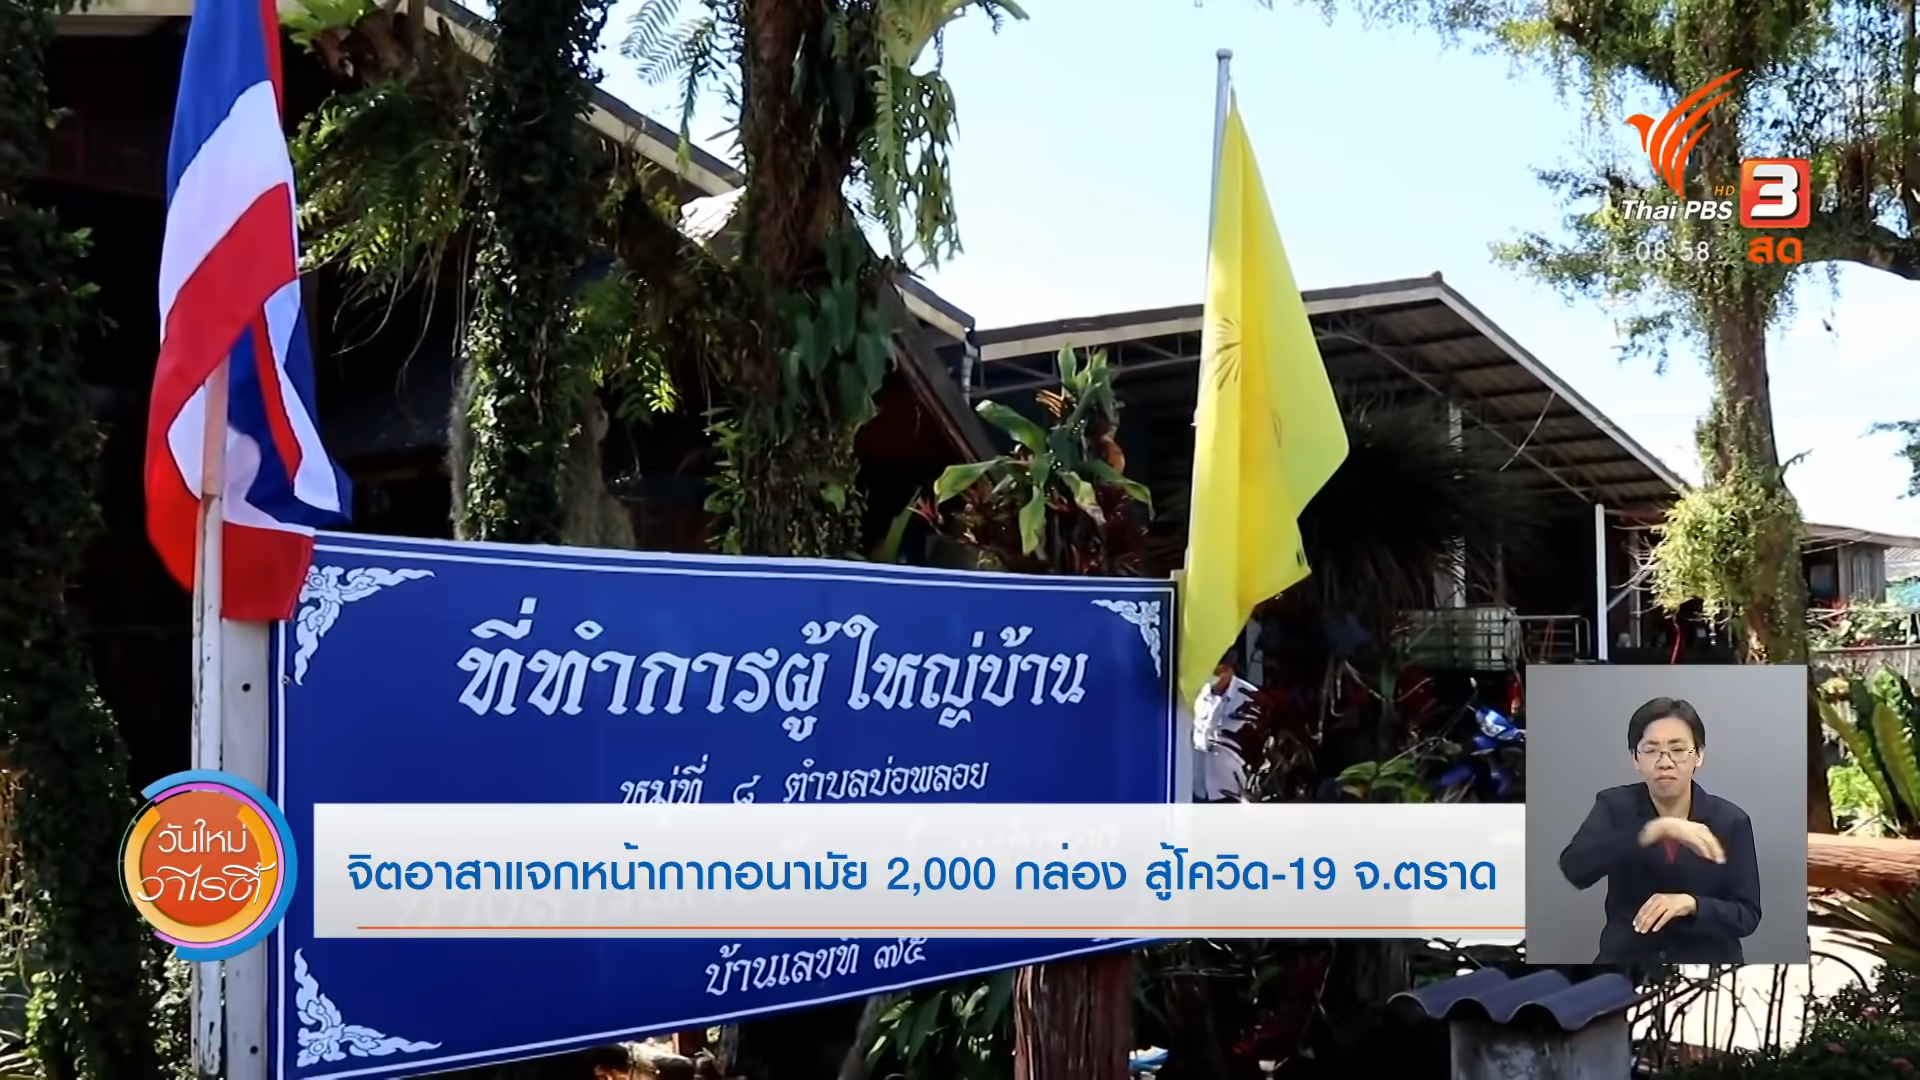 HD
Thai PBS 3
08:58 สด
ที่ทำการผู้ใหญ่บ้าน
หมู่ที่ ๘ ตำบลบ่อพลอย
วันใหม่
วาไรตี้
จิตอาสาแจกหน้ากากอนามัย 2,000 กล่อง สู้โควิด-19 จ.ตราด
บ้านเลขที่ ๗๕